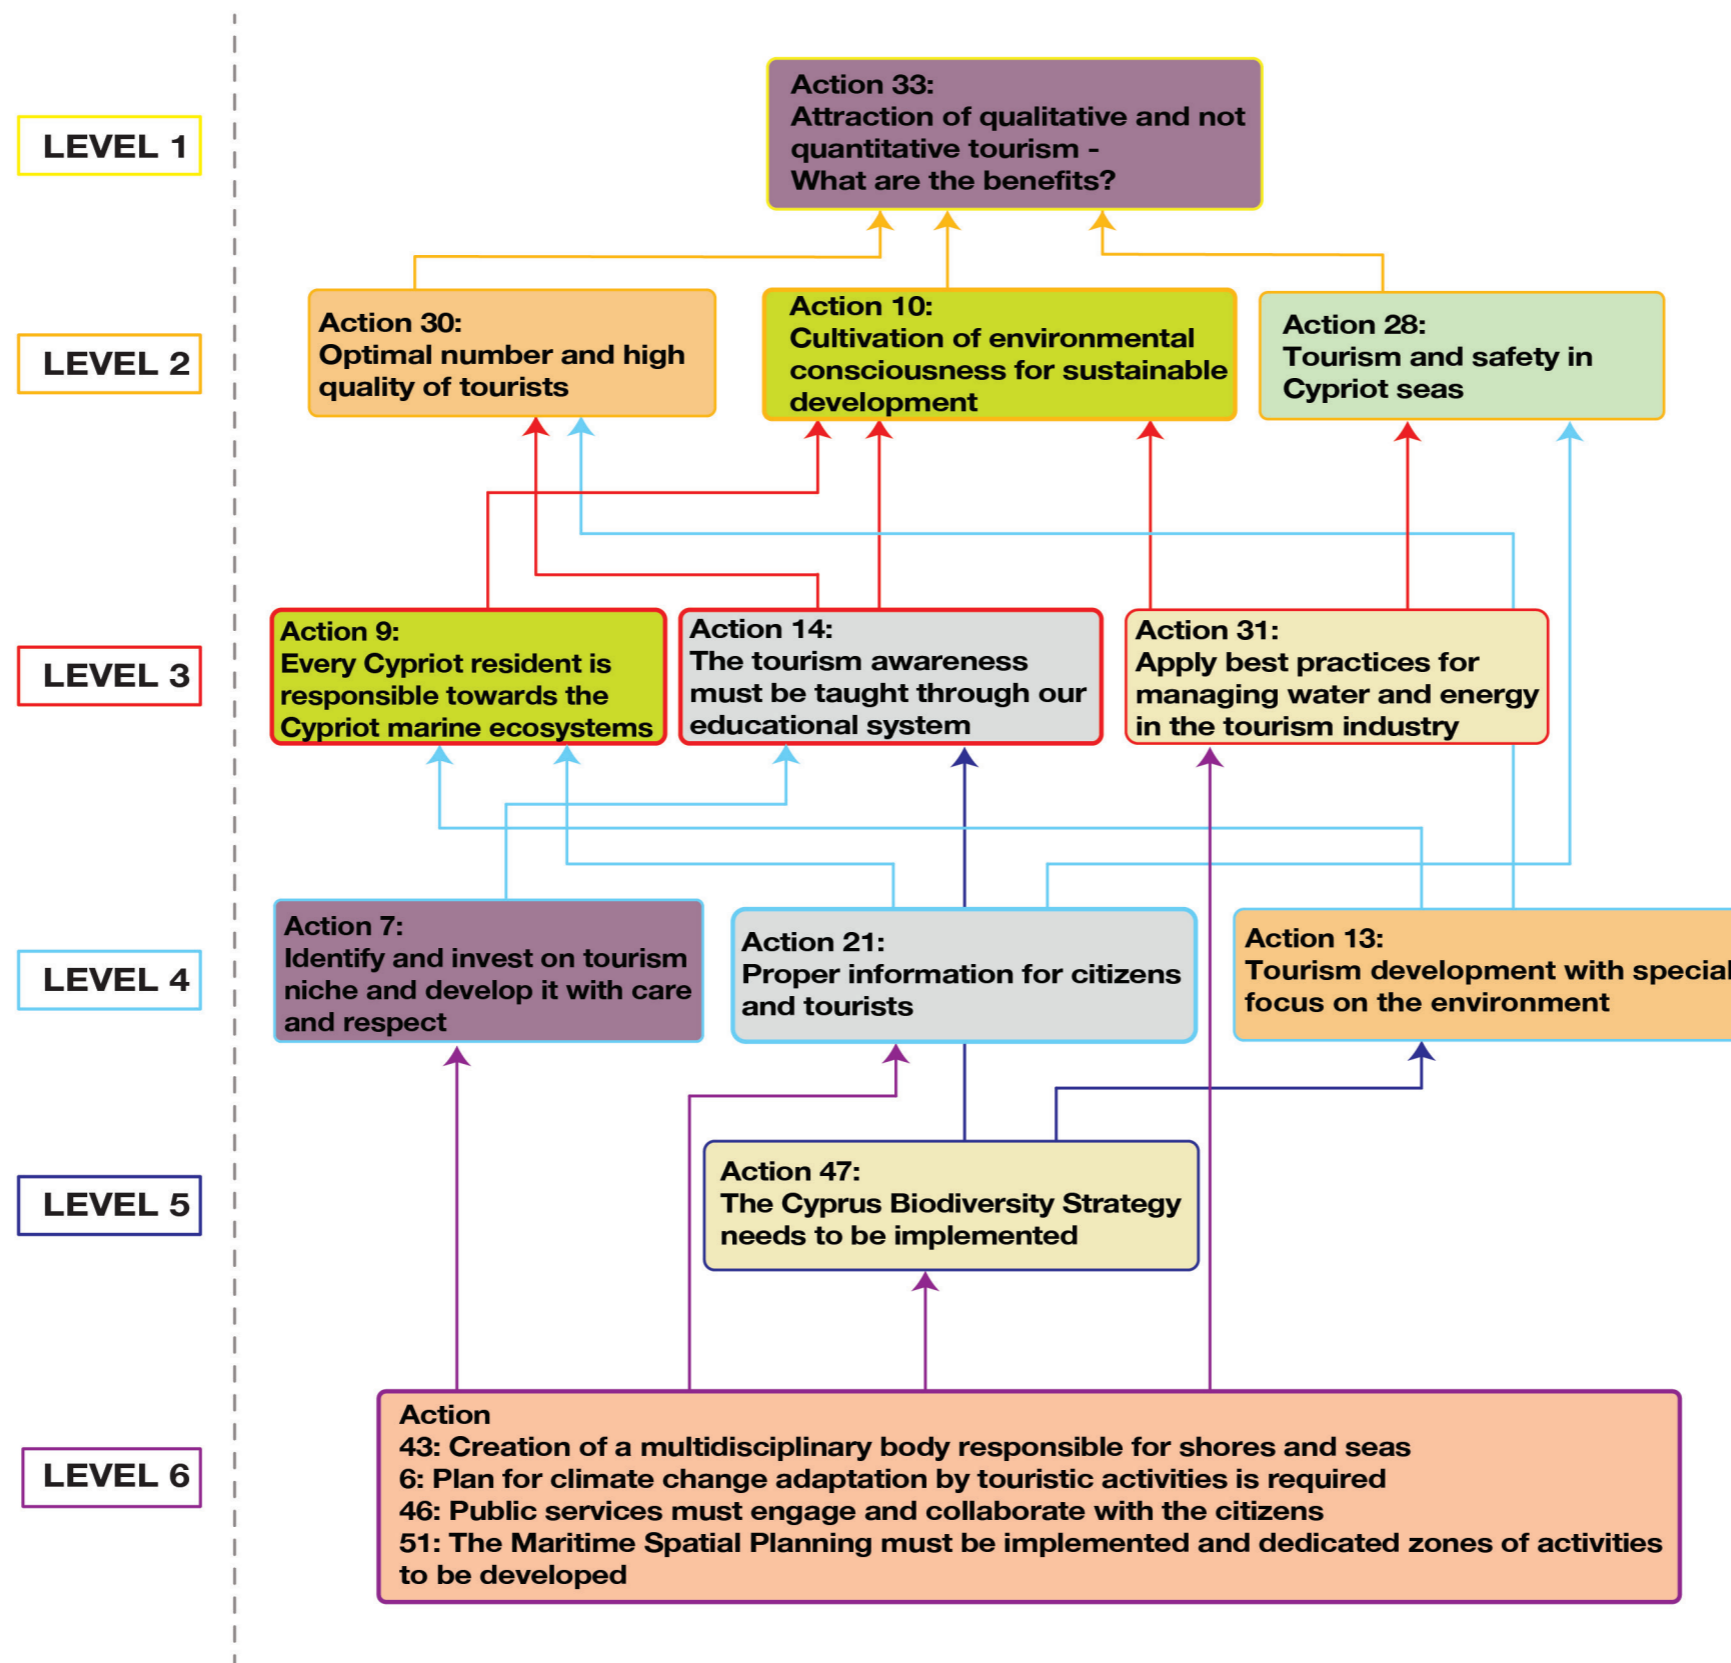 LEVEL 1
Action 33:
Attraction of qualitative and not
quantitative tourism -
What are the benefits?
LEVEL 2
Action 30:
Optimal number and high
quality of tourists
Action 10:
Cultivation of environmental
consciousness for sustainable
development
Action 28:
Tourism and safety in
Cypriot seas
LEVEL 3
Action 9:
Every Cypriot resident is
responsible towards the
Cypriot marine ecosystems
Action 14:
The tourism awareness
must be taught through our
educational system
Action 31:
Apply best practices for
managing water and energy
in the tourism industry
LEVEL 4
Action 7:
Identify and invest on tourism
niche and develop it with care
and respect
Action 21:
Proper information for citizens
and tourists
Action 13:
Tourism development with special
focus on the environment
LEVEL 5
Action 47:
The Cyprus Biodiversity Strategy
needs to be implemented
LEVEL 6
Action
43: Creation of a multidisciplinary body responsible for shores and seas
6: Plan for climate change adaptation by touristic activities is required
46: Public services must engage and collaborate with the citizens
51: The Maritime Spatial Planning must be implemented and dedicated zones of activities
to be developed